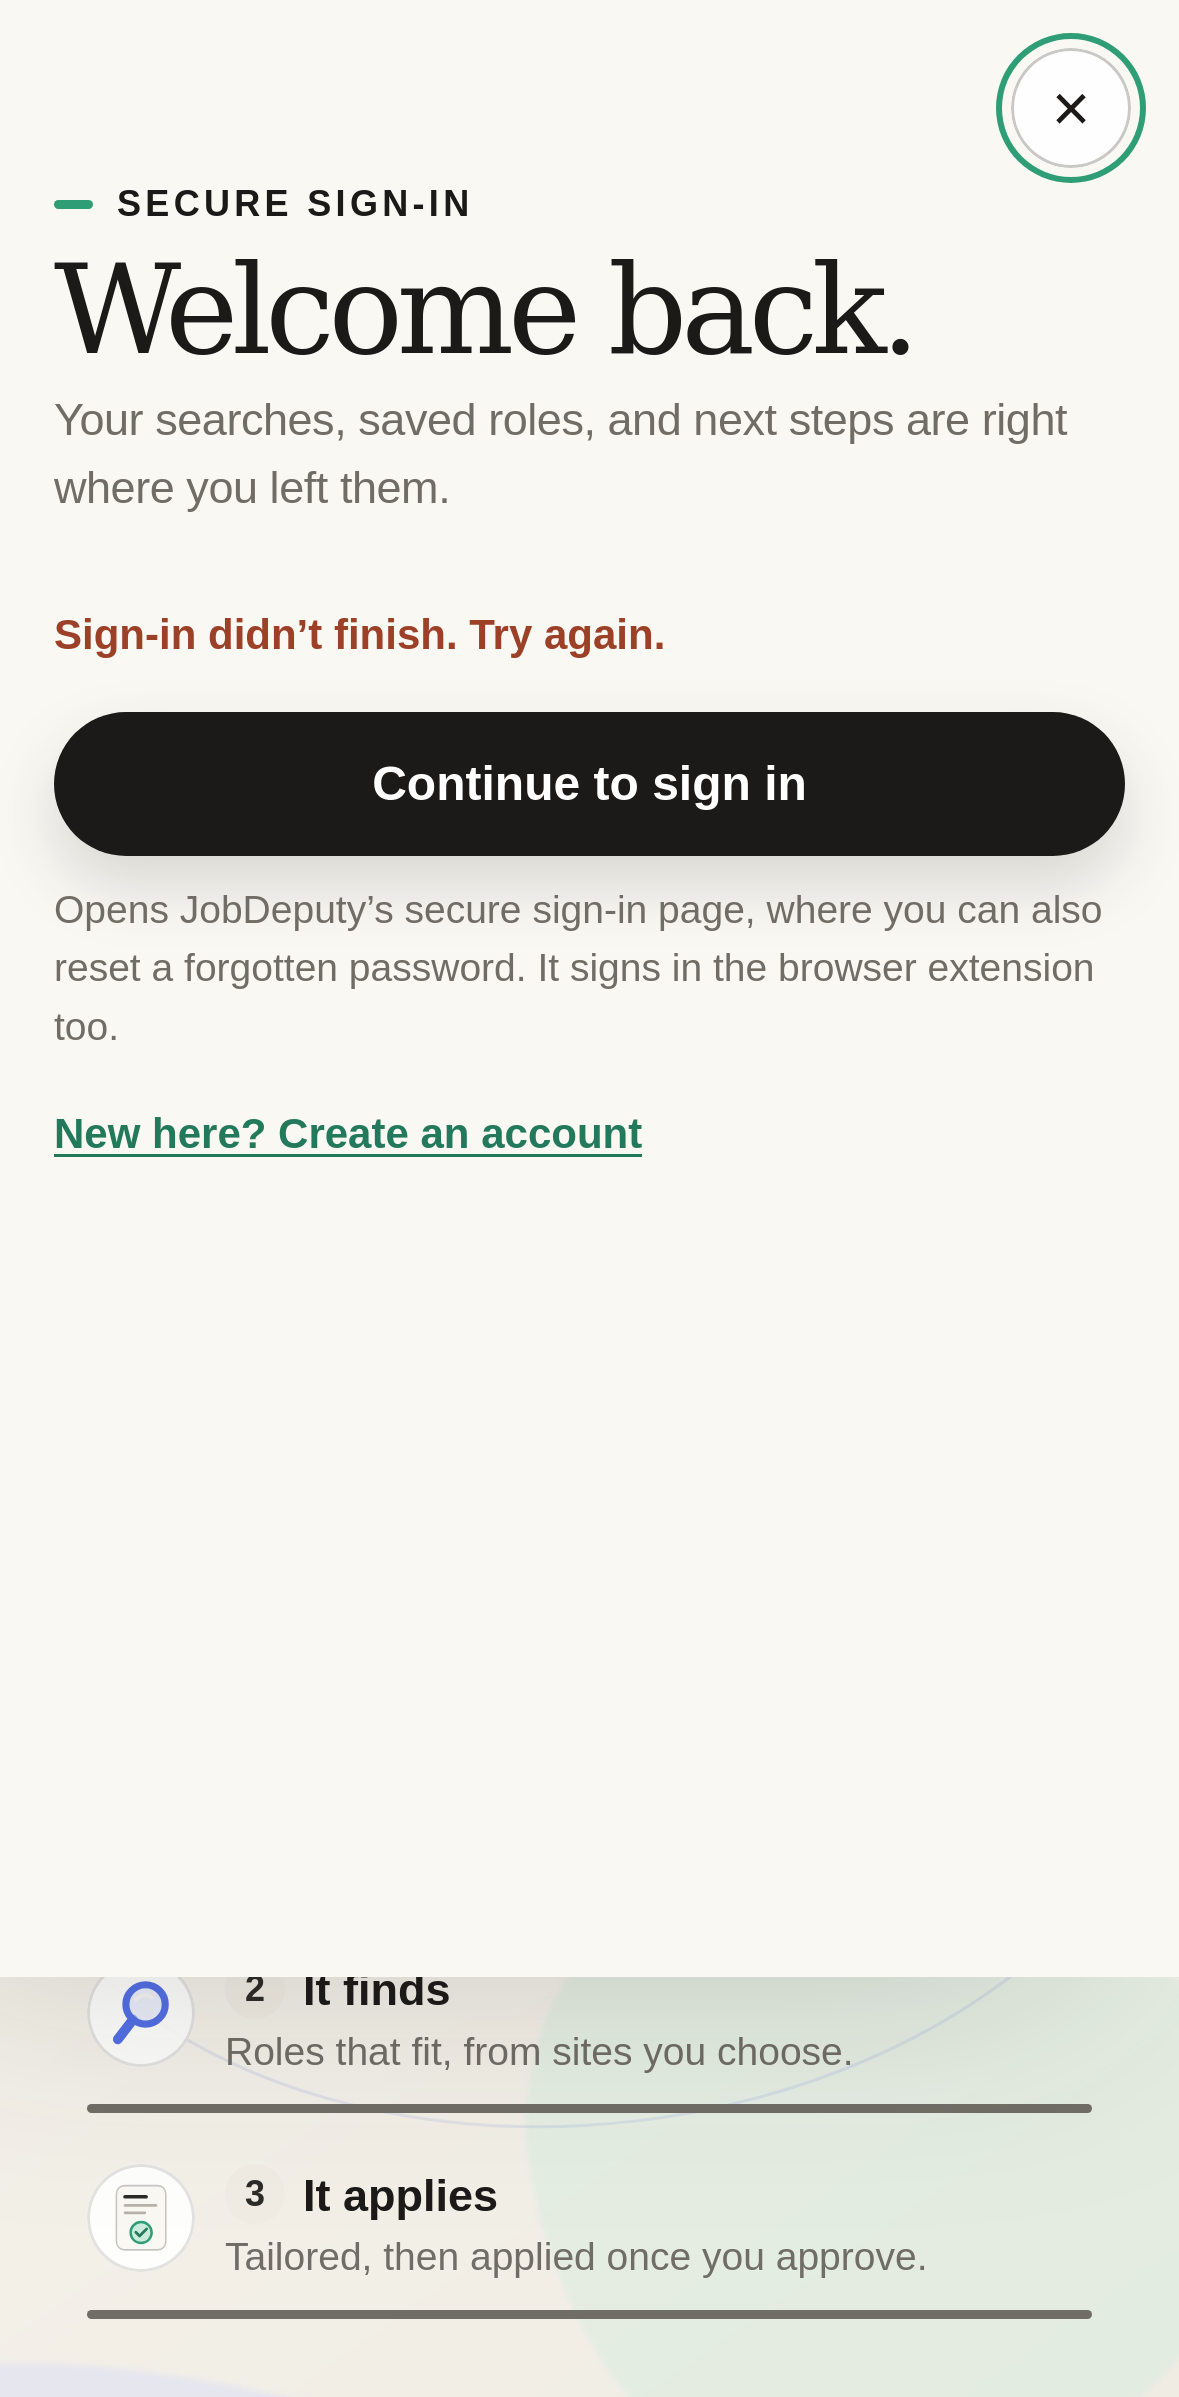 SECURE SIGN-IN
Welcome back.
Your searches, saved roles, and next steps are right
where you left them.
Sign-in didn’t finish. Try again.
Continue to sign in
Opens JobDeputy’s secure sign-in page, where you can also
reset a forgotten password. It signs in the browser extension
too.
New here? Create an account
2 It finds
Roles that fit, from sites you choose.
3 It applies
Tailored, then applied once you approve.